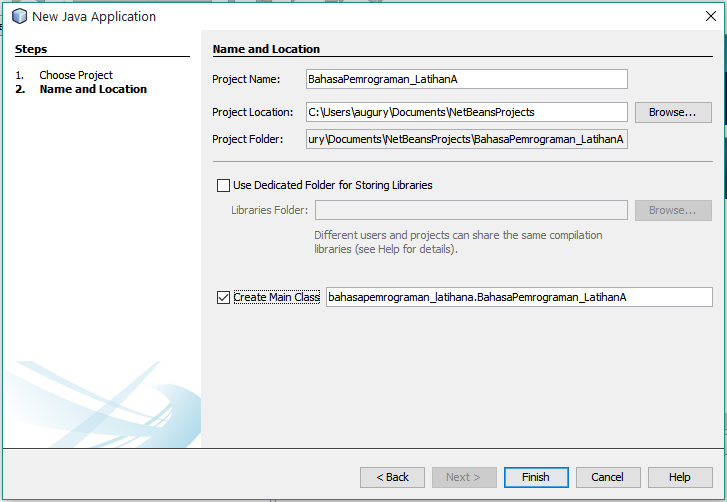 New Java Application
Steps
1. Choose Project
2. Name and Location
Name and Location
Project Name: BahasaPemrograman_LatihanA
Project Location: C:\Users\augury\Documents\NetBeansProjects Browse...
Project Folder: ury\Documents\NetBeansProjects\BahasaPemrograman_LatihanA
Use Dedicated Folder for Storing Libraries
Libraries Folder: Browse...
Different users and projects can share the same compilation
libraries (see Help for details).
Create Main Class bahasapemrograman_latihana.BahasaPemrograman_LatihanA
< Back Next > Finish Cancel Help